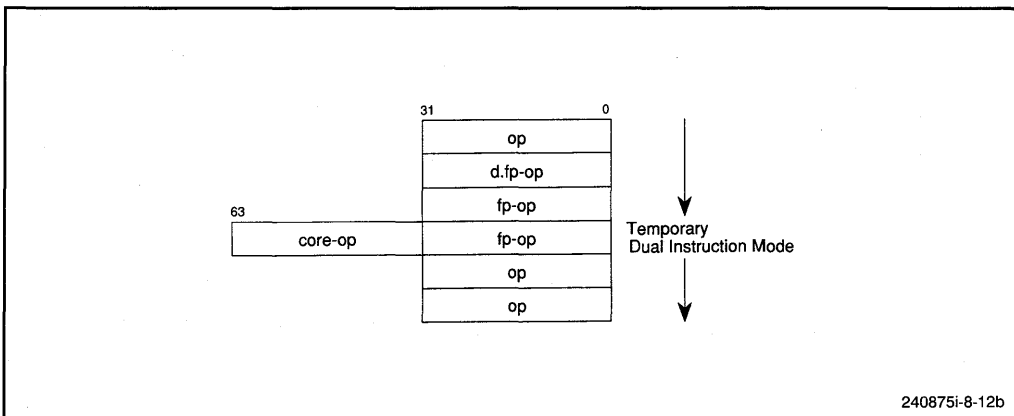 31 0
op
d.fp-op
fp-op
63
core-op fp-op
Temporary
Dual Instruction Mode
op
op
240875i-8-12b